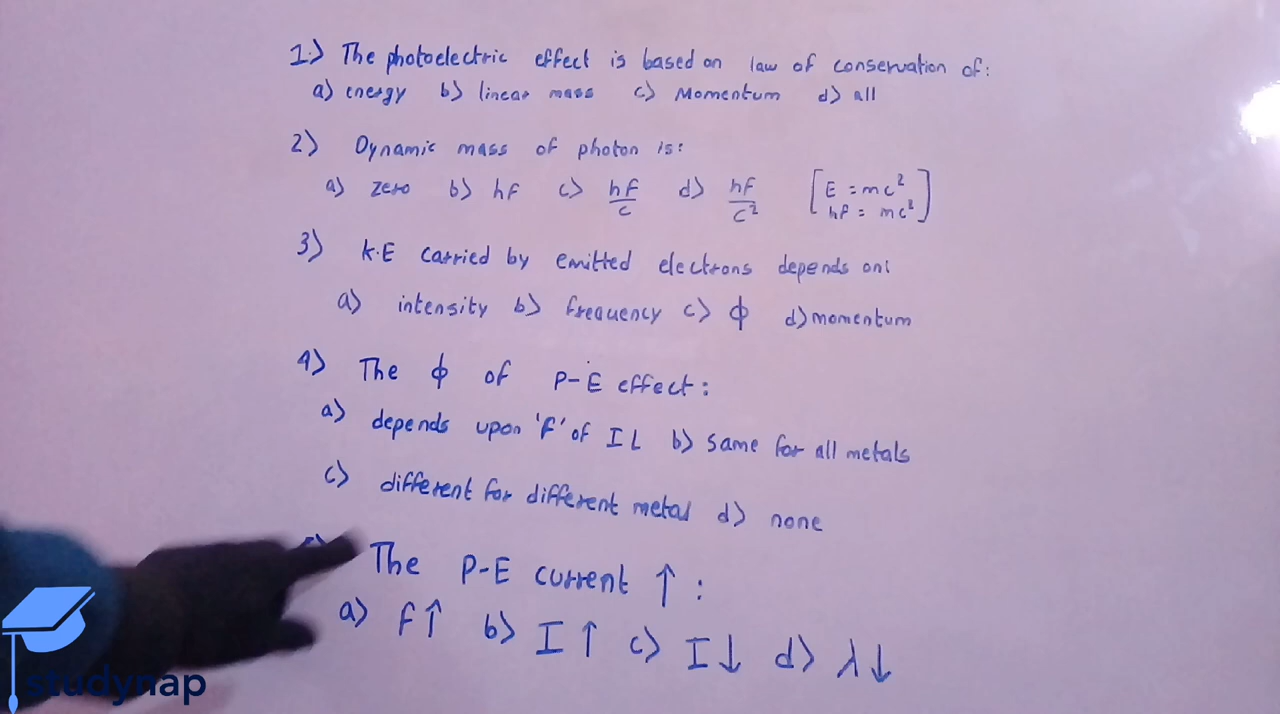 1.) The photoelectric effect is based on law of conservation of:
a) energy b) linear mass c) Momentum d) all
2) Dynamic mass of photon is:
a) zero b) hf c) hf/c d) hf/c² [E = mc²
hf = mc²]
3) K.E carried by emitted electrons depends on:
a) intensity b) frequency c) ϕ d) momentum
4) The ϕ of P-E effect:
a) depends upon 'f' of IL b) same for all metals
c) different for different metal d) none
The P-E current ↑ :
a) f↑ b) I↑ c) I↓ d) λ↓
studynap